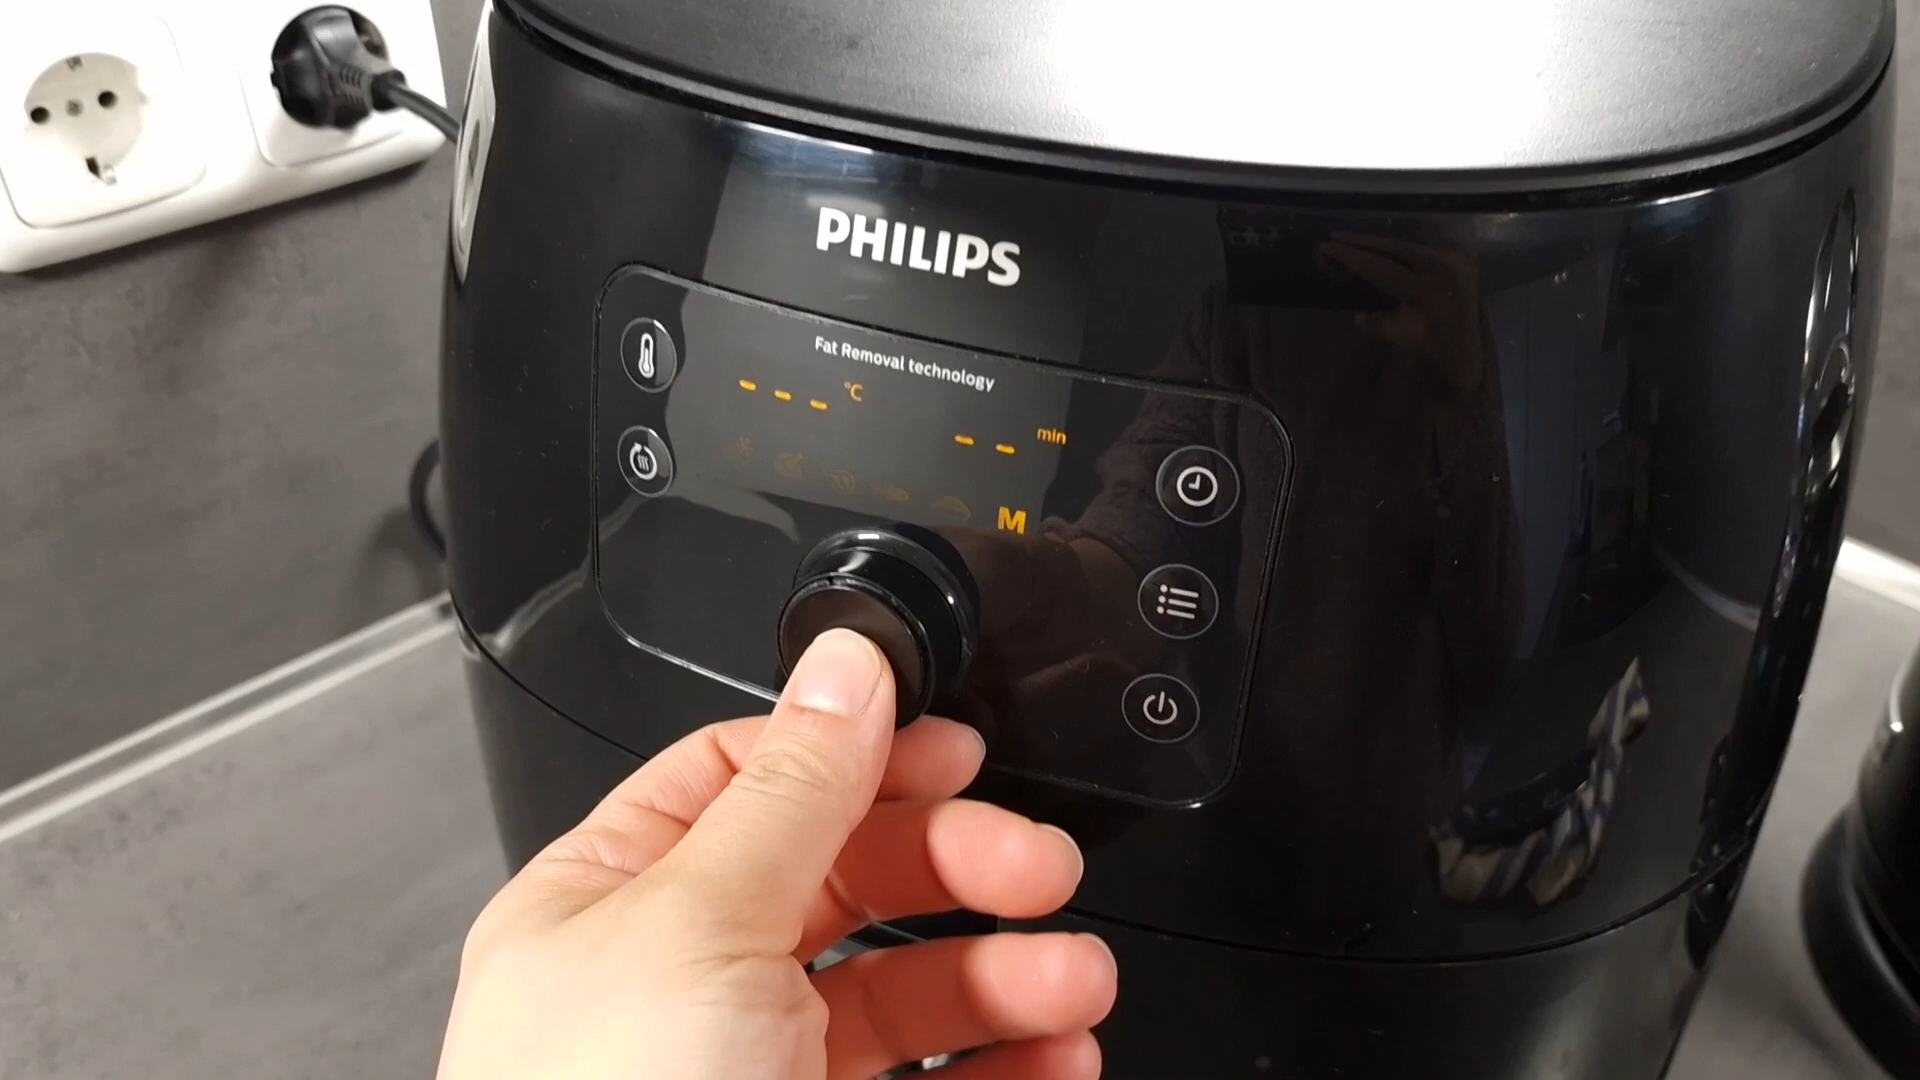 PHILIPS
Fat Removal technology
--- °C
-- min
M